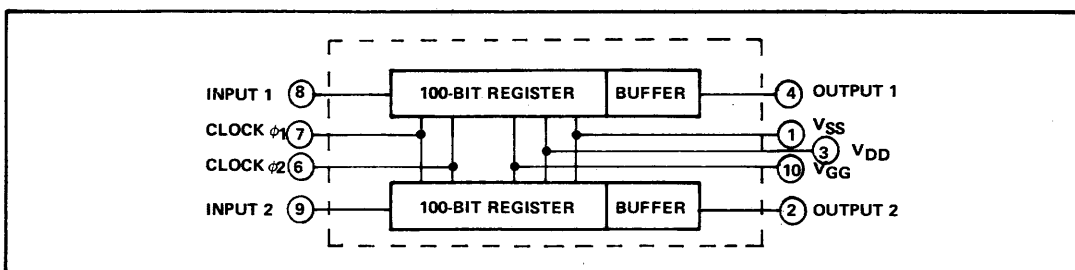 INPUT 1 8 100-BIT REGISTER BUFFER 4 OUTPUT 1
CLOCK ϕ1 7 1 VSS
3 VDD
CLOCK ϕ2 6 10 VGG
INPUT 2 9 100-BIT REGISTER BUFFER 2 OUTPUT 2